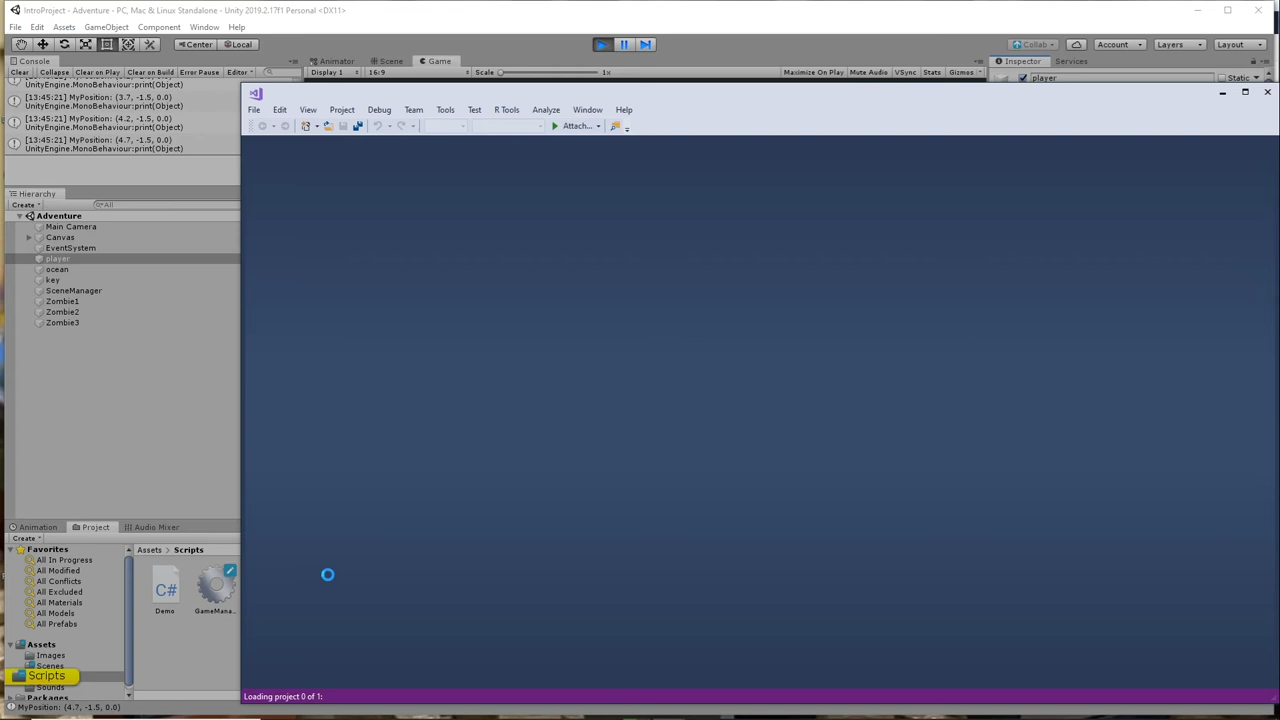 IntroProject - Adventure - PC, Mac & Linux Standalone - Unity 2019.2.17f1 Personal <DX11>
File Edit Assets GameObject Component Window Help
Center Local Collab Account Layers Layout
Console Animator Scene Game Inspector Services
Clear Collapse Clear on Play Clear on Build Error Pause Editor Display 1 16:9 Scale 1x Maximize On Play Mute Audio VSync Stats Gizmos player Static
UnityEngine.MonoBehaviour:print(Object)
[13:45:21] MyPosition: (3.7, -1.5, 0.0)
UnityEngine.MonoBehaviour:print(Object)
[13:45:21] MyPosition: (4.2, -1.5, 0.0)
UnityEngine.MonoBehaviour:print(Object)
[13:45:21] MyPosition: (4.7, -1.5, 0.0)
UnityEngine.MonoBehaviour:print(Object)
File Edit View Project Debug Team Tools Test R Tools Analyze Window Help
Attach...
Hierarchy
Create All
Adventure
Main Camera
Canvas
EventSystem
player
ocean
key
SceneManager
Zombie1
Zombie2
Zombie3
Animation Project Audio Mixer
Create
Favorites
All In Progress
All Modified
All Conflicts
All Excluded
All Materials
All Models
All Prefabs
Assets
Images
Scenes
Scripts
Sounds
Packages
Assets > Scripts
C#
Demo GameMana...
Loading project 0 of 1:
MyPosition: (4.7, -1.5, 0.0)